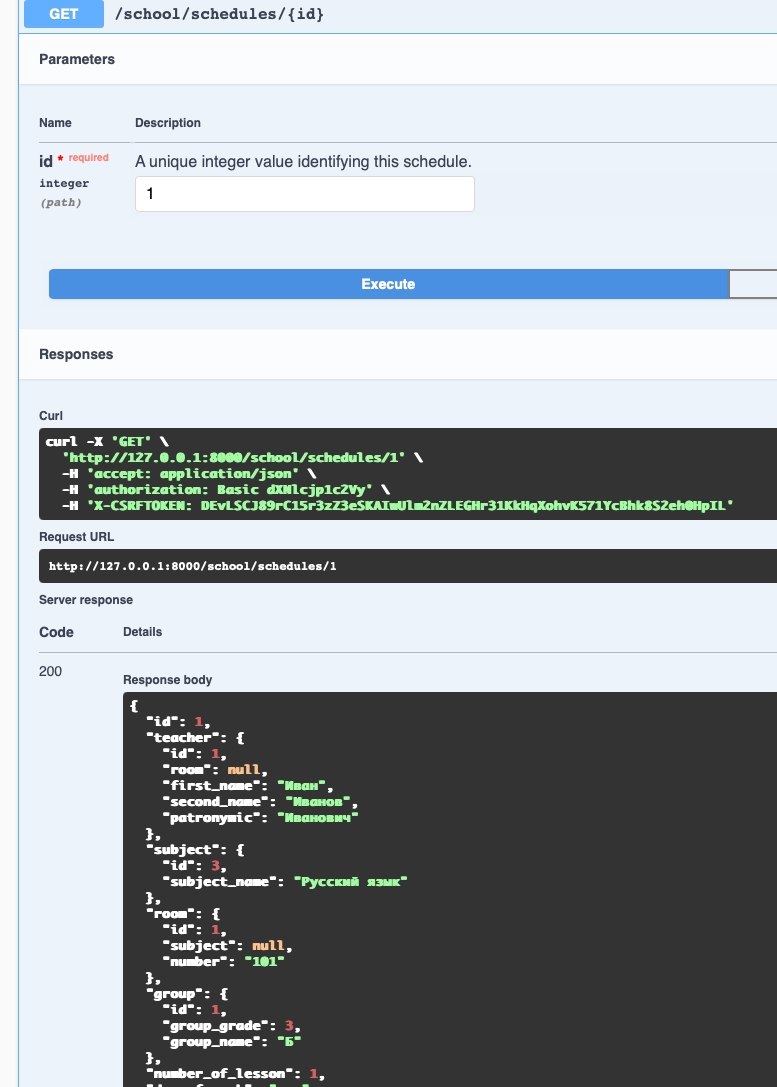 GET /school/schedules/{id}
Parameters
Name Description
id * required A unique integer value identifying this schedule.
integer
(path)
1
Execute
Responses
Curl
curl -X 'GET' \
'http://127.0.0.1:8000/school/schedules/1' \
-H 'accept: application/json' \
-H 'authorization: Basic dXNlcjp1c2Vy' \
Request URL
http://127.0.0.1:8000/school/schedules/1
Server response
Code Details
200
Response body
{
"id": 1,
"teacher": {
"id": 1,
"room": null,
"first_name": "Иван",
"second_name": "Иванов",
"patronymic": "Иванович"
},
"subject": {
"id": 3,
"subject_name": "Русский язык"
},
"room": {
"id": 1,
"subject": null,
"number": "101"
},
"group": {
"id": 1,
"group_grade": 3,
"group_name": "Б"
},
"number_of_lesson": 1,